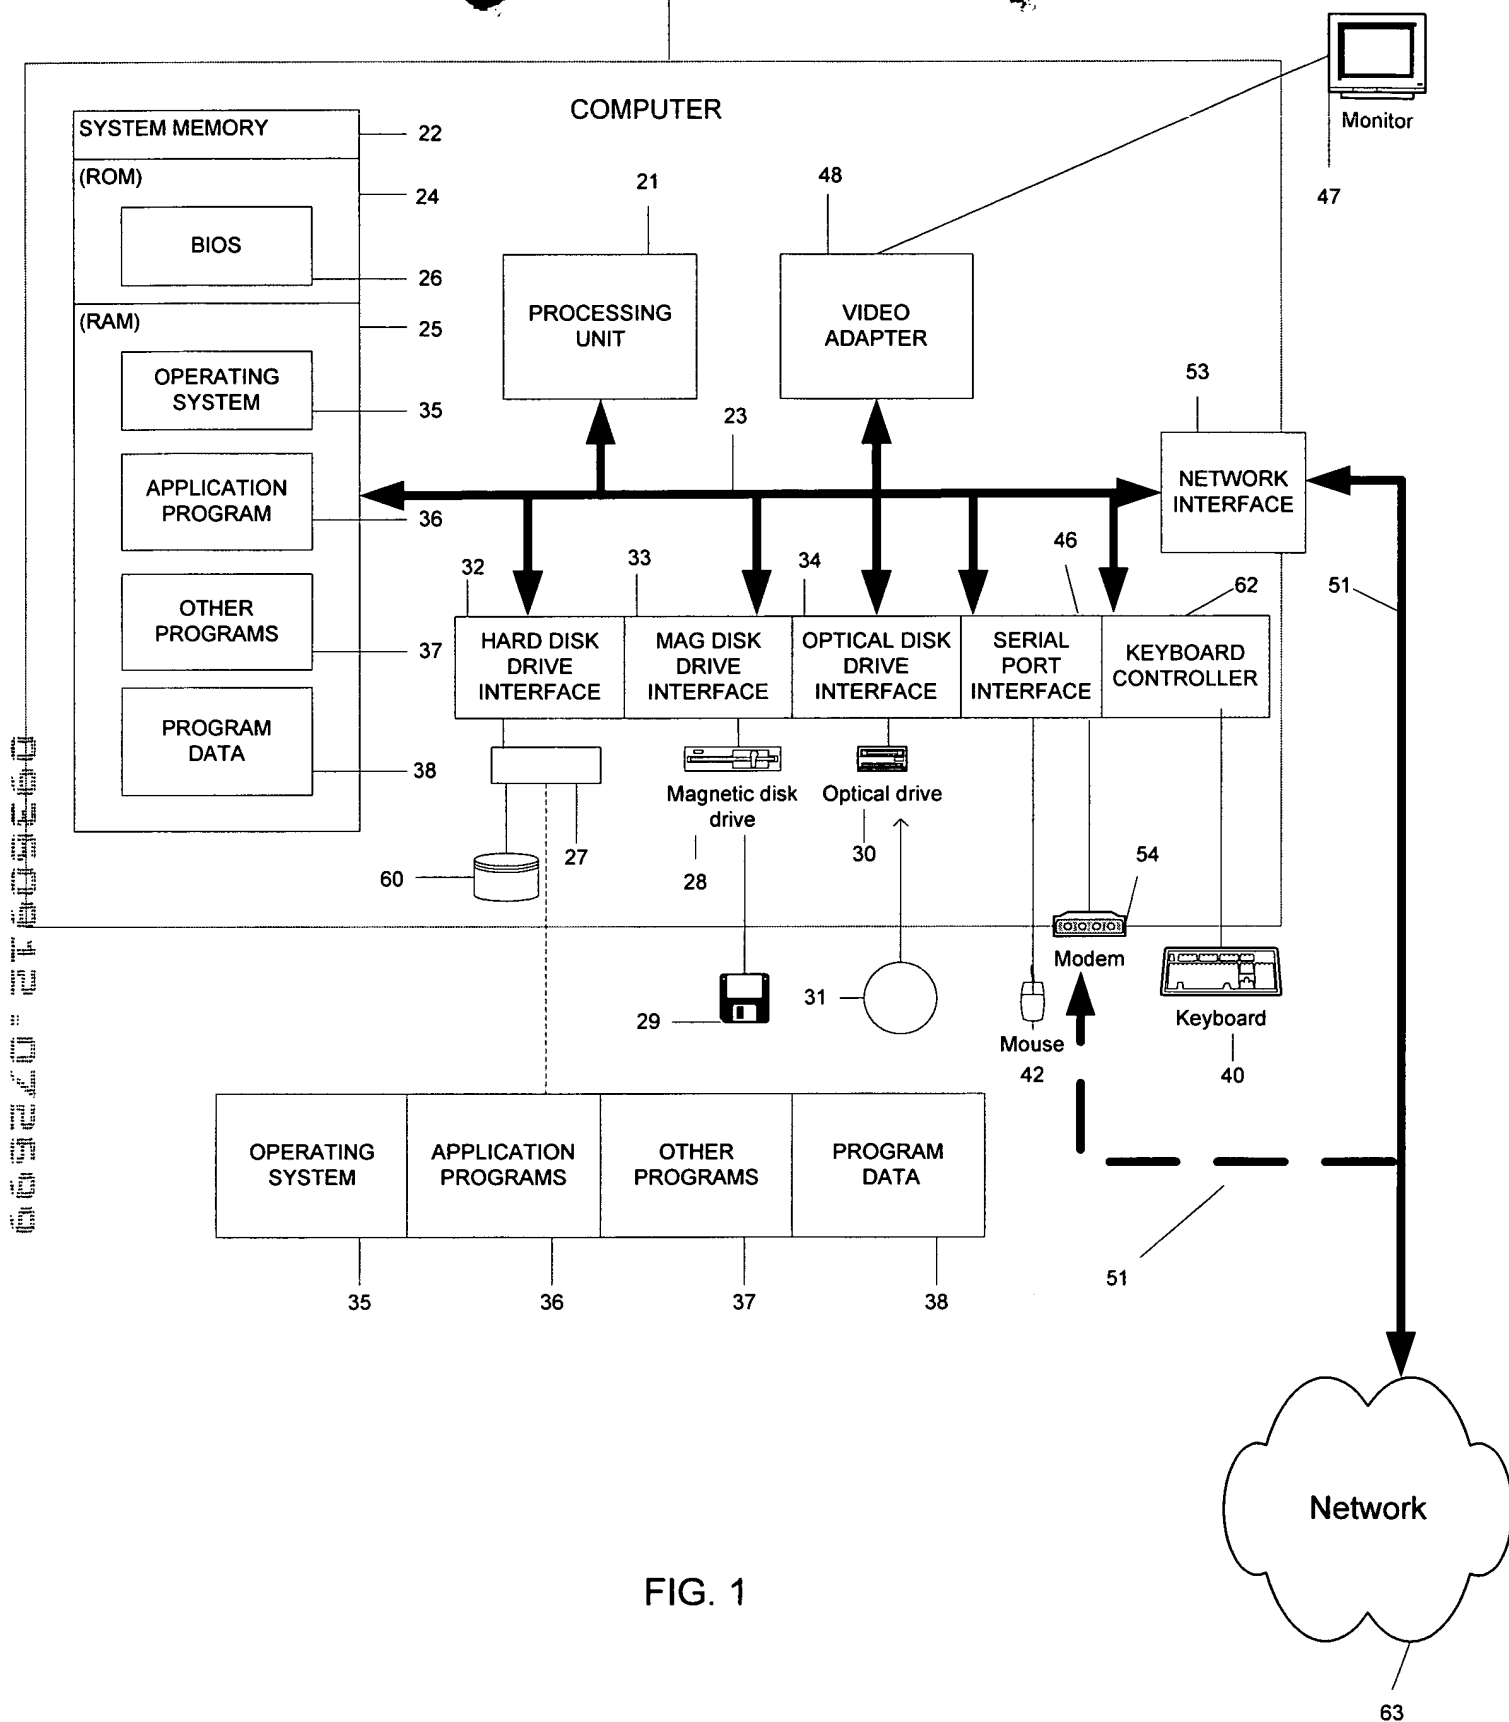 COMPUTER
Monitor
47
SYSTEM MEMORY
22
(ROM)
24
BIOS
26
(RAM)
25
OPERATING
SYSTEM
35
APPLICATION
PROGRAM
36
OTHER
PROGRAMS
37
PROGRAM
DATA
38
21
PROCESSING
UNIT
48
VIDEO
ADAPTER
23
53
NETWORK
INTERFACE
51
32
HARD DISK
DRIVE
INTERFACE
33
MAG DISK
DRIVE
INTERFACE
34
OPTICAL DISK
DRIVE
INTERFACE
46
SERIAL
PORT
INTERFACE
62
KEYBOARD
CONTROLLER
27
60
Magnetic disk
drive
28
Optical drive
30
54
Modem
29
31
Mouse
42
Keyboard
40
OPERATING
SYSTEM
APPLICATION
PROGRAMS
OTHER
PROGRAMS
PROGRAM
DATA
35
36
37
38
51
Network
63
FIG. 1